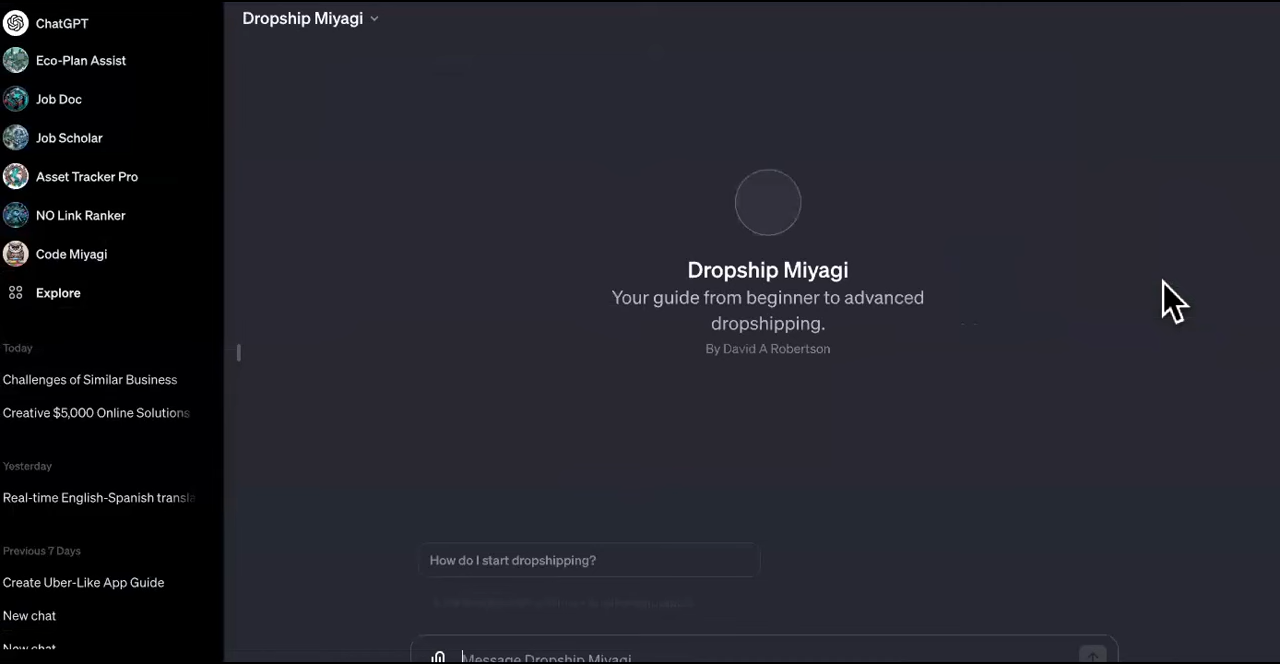 ChatGPT
Eco-Plan Assist
Job Doc
Job Scholar
Asset Tracker Pro
NO Link Ranker
Code Miyagi
Explore
Today
Challenges of Similar Business
Creative $5,000 Online Solutions
Yesterday
Real-time English-Spanish transla
Previous 7 Days
Create Uber-Like App Guide
New chat
New chat
Dropship Miyagi
Dropship Miyagi
Your guide from beginner to advanced
dropshipping.
By David A Robertson
How do I start dropshipping?
Message Dropship Miyagi